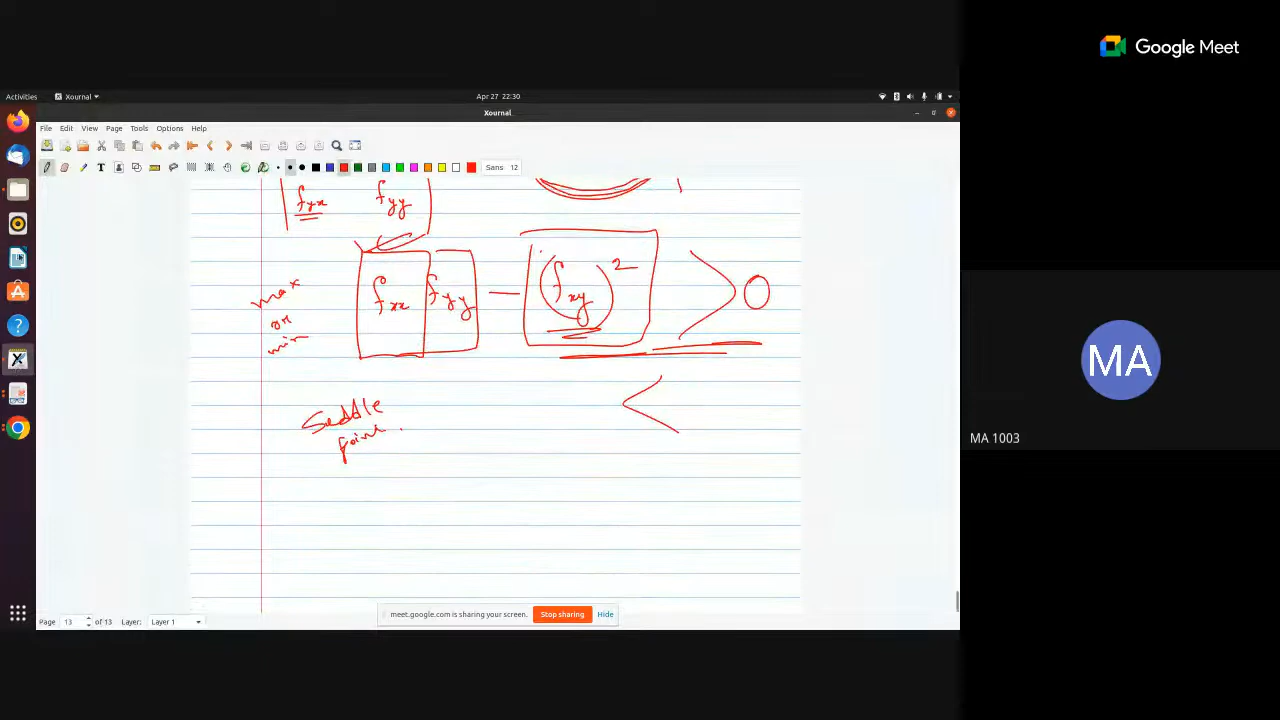 Google Meet
Activities Xournal Apr 27 22:30
Xournal
File Edit View Page Tools Options Help
Sans 12
fyx fyy
max or min fxx fyy - (fxy)² > 0
Saddle point. <
meet.google.com is sharing your screen. Stop sharing Hide
Page 13 of 13 Layer: Layer 1
MA
MA 1003